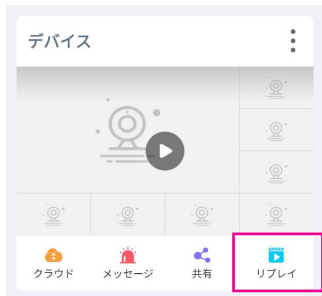 デバイス
クラウド
メッセージ
共有
リプレイ